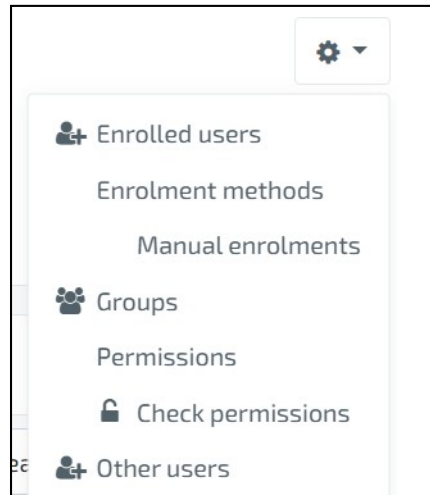 Enrolled users
Enrolment methods
Manual enrolments
Groups
Permissions
Check permissions
Other users